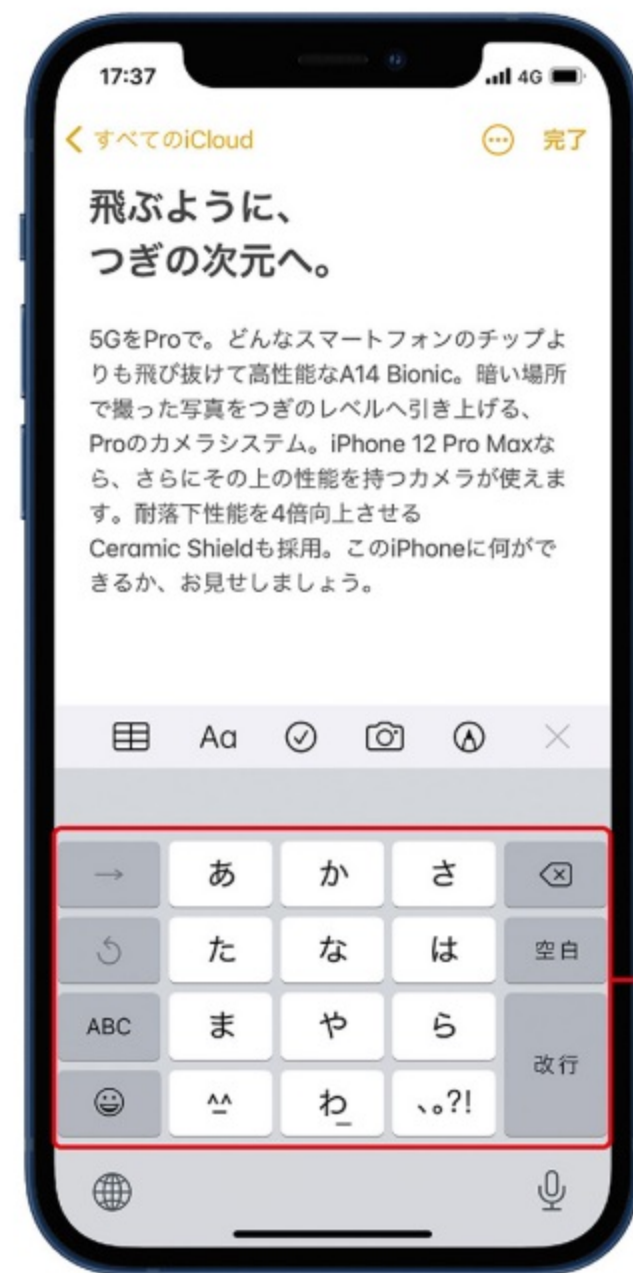 17:37
4G
すべてのiCloud
完了
飛ぶように、
つぎの次元へ。
5GをProで。どんなスマートフォンのチップよ
りも飛び抜けて高性能なA14 Bionic。暗い場所
で撮った写真をつぎのレベルへ引き上げる、
Proのカメラシステム。iPhone 12 Pro Maxな
ら、さらにその上の性能を持つカメラが使えま
す。耐落下性能を4倍向上させる
Ceramic Shieldも採用。このiPhoneに何がで
きるか、お見せしましょう。
Aa
→ あ か さ
た な は 空白
ABC ま や ら
改行
^_^ わ_ 、。?!